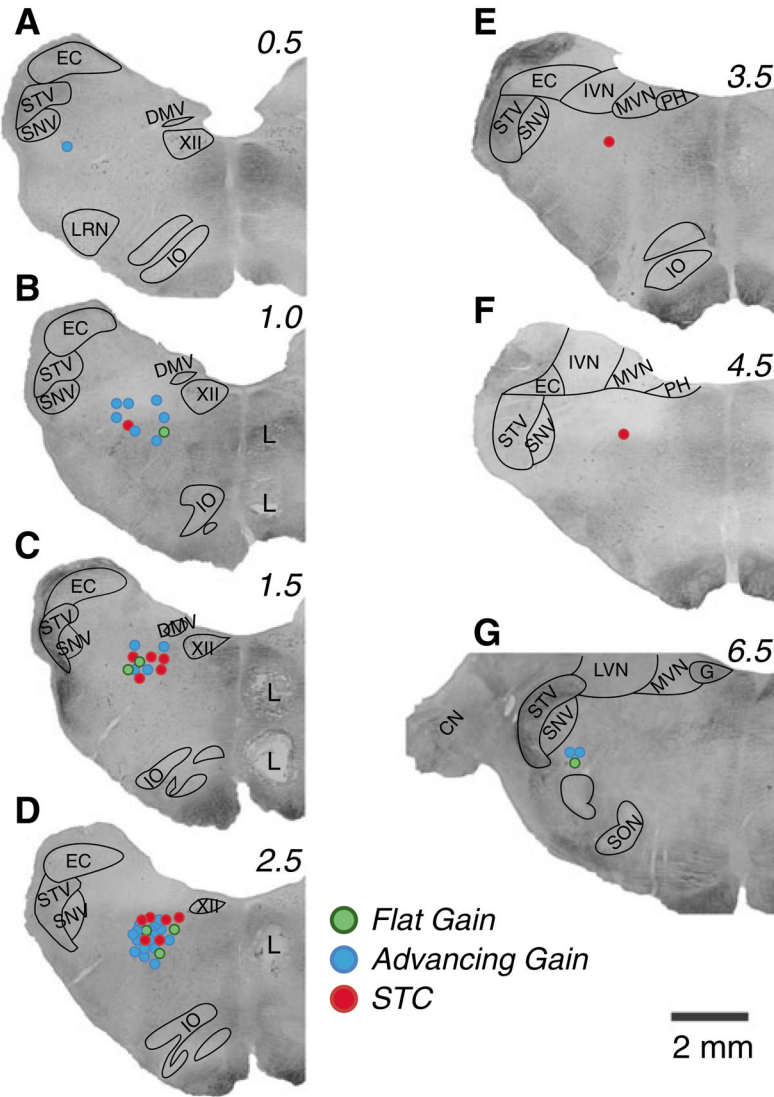 A
0.5
EC
STV
SNV
DMV
XII
LRN
IO
B
1.0
EC
STV
SNV
DMV
XII
L
IO
L
C
1.5
EC
STV
SNV
DMV
XII
L
L
IO
D
2.5
EC
STV
SNV
XII
L
IO
E
3.5
EC
IVN
MVN
PH
STV
SNV
IO
F
4.5
IVN
MVN
EC
PH
STV
SNV
G
6.5
LVN
MVN
G
STV
SNV
CN
SON
Flat Gain
Advancing Gain
STC
2 mm